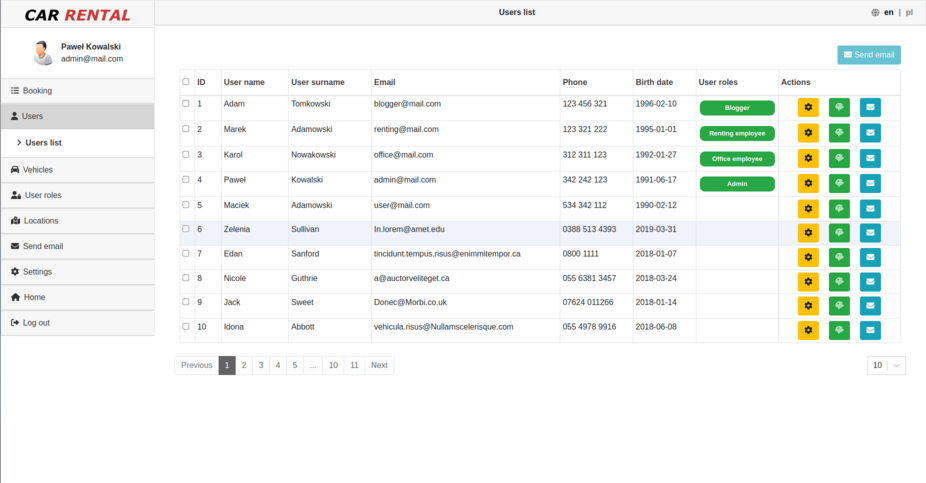 CAR RENTAL
Users list
en | pl
Paweł Kowalski
admin@mail.com
Send email
Booking
Users
Users list
Vehicles
User roles
Locations
Send email
Settings
Home
Log out
ID User name User surname Email Phone Birth date User roles Actions
1 Adam Tomkowski blogger@mail.com 123 456 321 1996-02-10 Blogger
2 Marek Adamowski renting@mail.com 123 321 222 1995-01-01 Renting employee
3 Karol Nowakowski office@mail.com 312 311 123 1992-01-27 Office employee
4 Paweł Kowalski admin@mail.com 342 242 123 1991-06-17 Admin
5 Maciek Adamowski user@mail.com 534 342 112 1990-02-12
6 Zelenia Sullivan In.lorem@amet.edu 0388 513 4393 2019-03-31
7 Edan Sanford tincidunt.tempus.risus@enimmitempor.ca 0800 1111 2018-01-07
8 Nicole Guthrie a@auctorveliteget.ca 055 6381 3457 2018-03-24
9 Jack Sweet Donec@Morbi.co.uk 07624 011266 2018-01-14
10 Idona Abbott vehicula.risus@Nullamscelerisque.com 055 4978 9916 2018-06-08
Previous 1 2 3 4 5 ... 10 11 Next
10